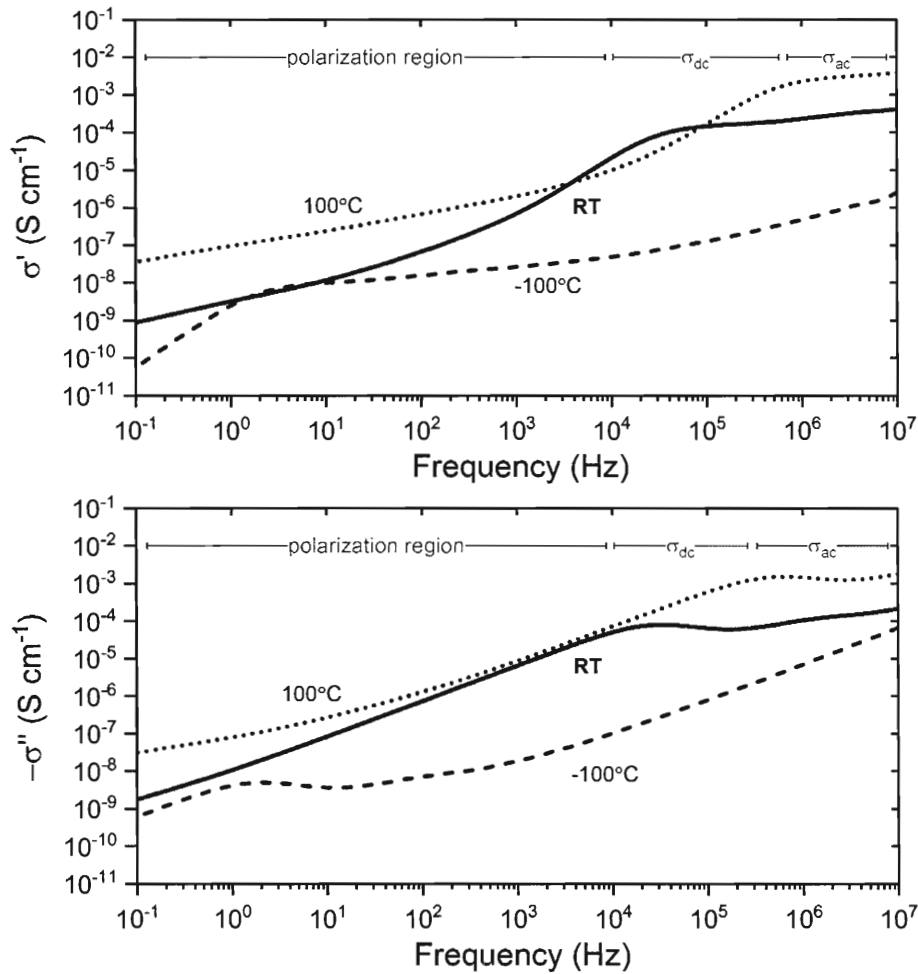 10⁻¹
10⁻²
10⁻³
10⁻⁴
10⁻⁵
10⁻⁶
10⁻⁷
10⁻⁸
10⁻⁹
10⁻¹⁰
10⁻¹¹
σ' (S cm⁻¹)
polarization region σdc σac
100°C
RT
-100°C
10⁻¹ 10⁰ 10¹ 10² 10³ 10⁴ 10⁵ 10⁶ 10⁷
Frequency (Hz)
10⁻¹
10⁻²
10⁻³
10⁻⁴
10⁻⁵
10⁻⁶
10⁻⁷
10⁻⁸
10⁻⁹
10⁻¹⁰
10⁻¹¹
−σ" (S cm⁻¹)
polarization region σdc σac
100°C
RT
-100°C
10⁻¹ 10⁰ 10¹ 10² 10³ 10⁴ 10⁵ 10⁶ 10⁷
Frequency (Hz)